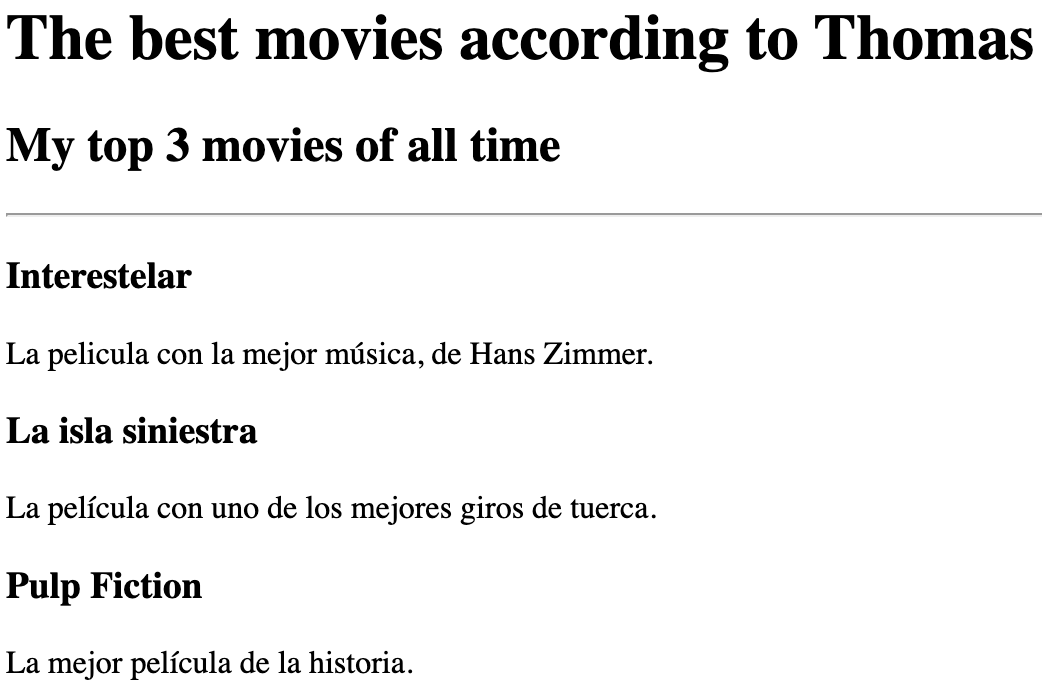 The best movies according to Thomas
My top 3 movies of all time
Interestelar
La pelicula con la mejor música, de Hans Zimmer.
La isla siniestra
La película con uno de los mejores giros de tuerca.
Pulp Fiction
La mejor película de la historia.